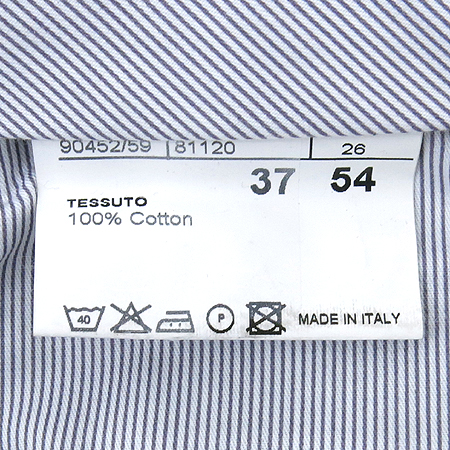 90452/59 81120 26
37 54
TESSUTO
100% Cotton
40 P MADE IN ITALY